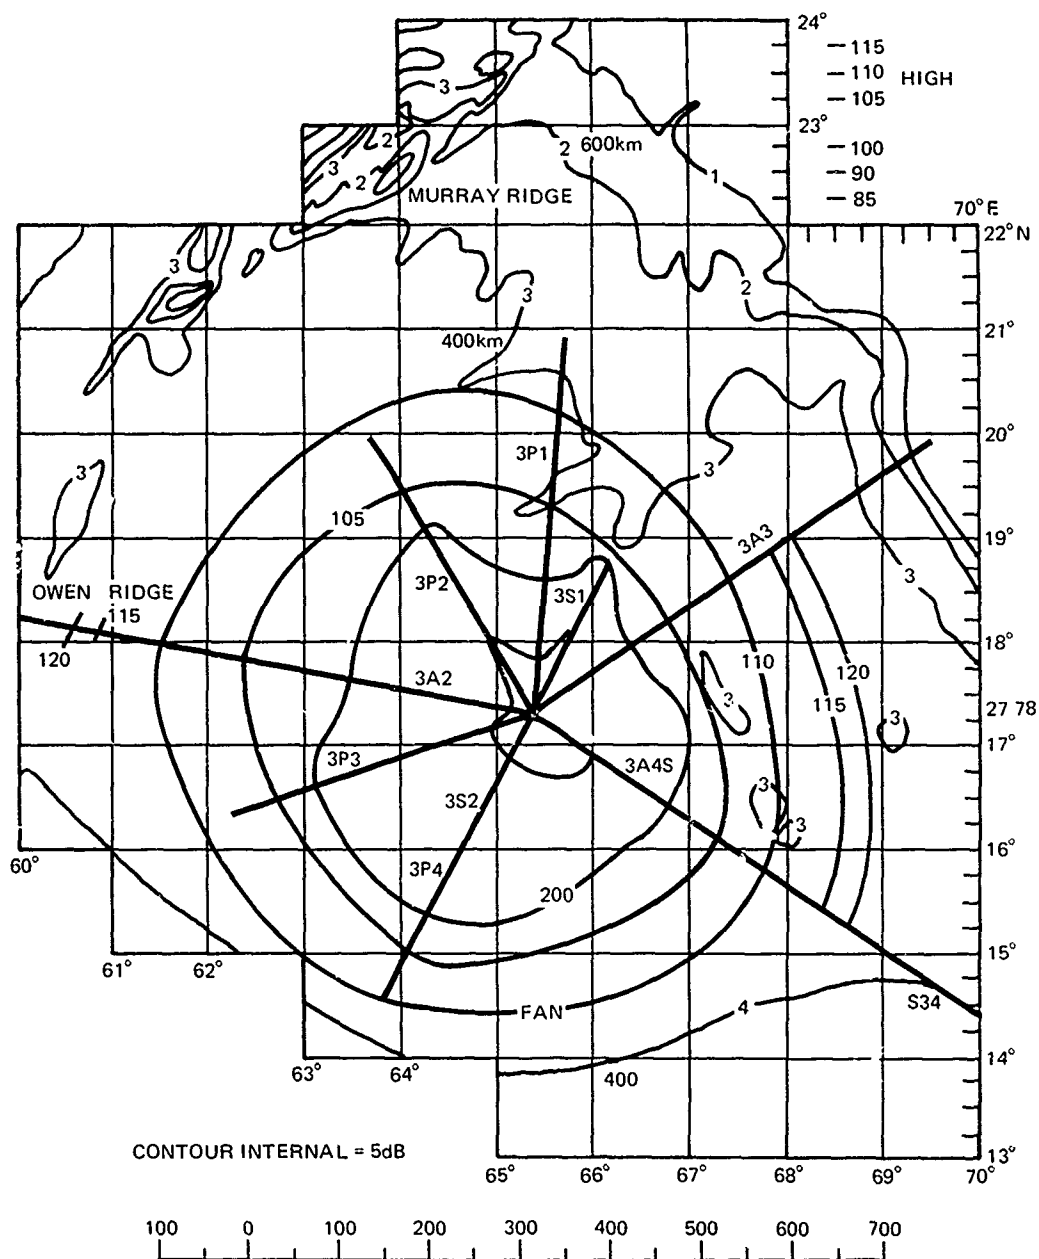 24°
115
110 HIGH
105
3
23°
2
100
2 600km
3
90
2
1
85
MURRAY RIDGE
70° E
22° N
3
3
2
21°
400km
20°
3P1
3
3
105
19°
3A3
3P2
3
OWEN RIDGE
3S1
115
18°
120
110
120
3A2
3
115
27 78
3
17°
3P3
3A4S
3
3S2
3
60°
16°
3P4
200
15°
61° 62°
S34
FAN
4
14°
63° 64°
400
CONTOUR INTERNAL = 5dB
13°
65° 66° 67° 68° 69° 70°
100 0 100 200 300 400 500 600 700